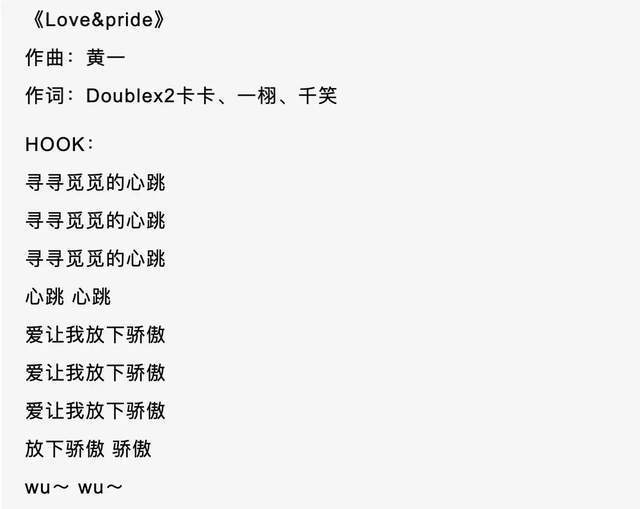 《Love&pride》
作曲：黄一
作词：Doublex2卡卡、一栩、千笑
HOOK：
寻寻觅觅的心跳
寻寻觅觅的心跳
寻寻觅觅的心跳
心跳 心跳
爱让我放下骄傲
爱让我放下骄傲
爱让我放下骄傲
放下骄傲 骄傲
wu～ wu～